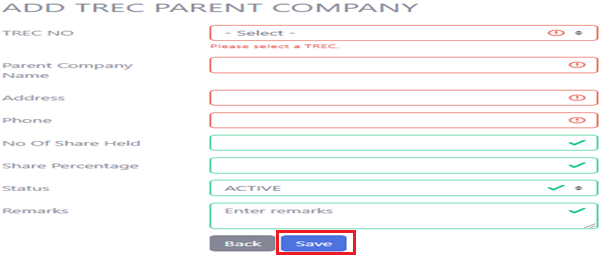 ADD TREC PARENT COMPANY
TREC NO
- Select -
Please select a TREC.
Parent Company
Name
Address
Phone
No Of Share Held
Share Percentage
Status
ACTIVE
Remarks
Enter remarks
Back
Save